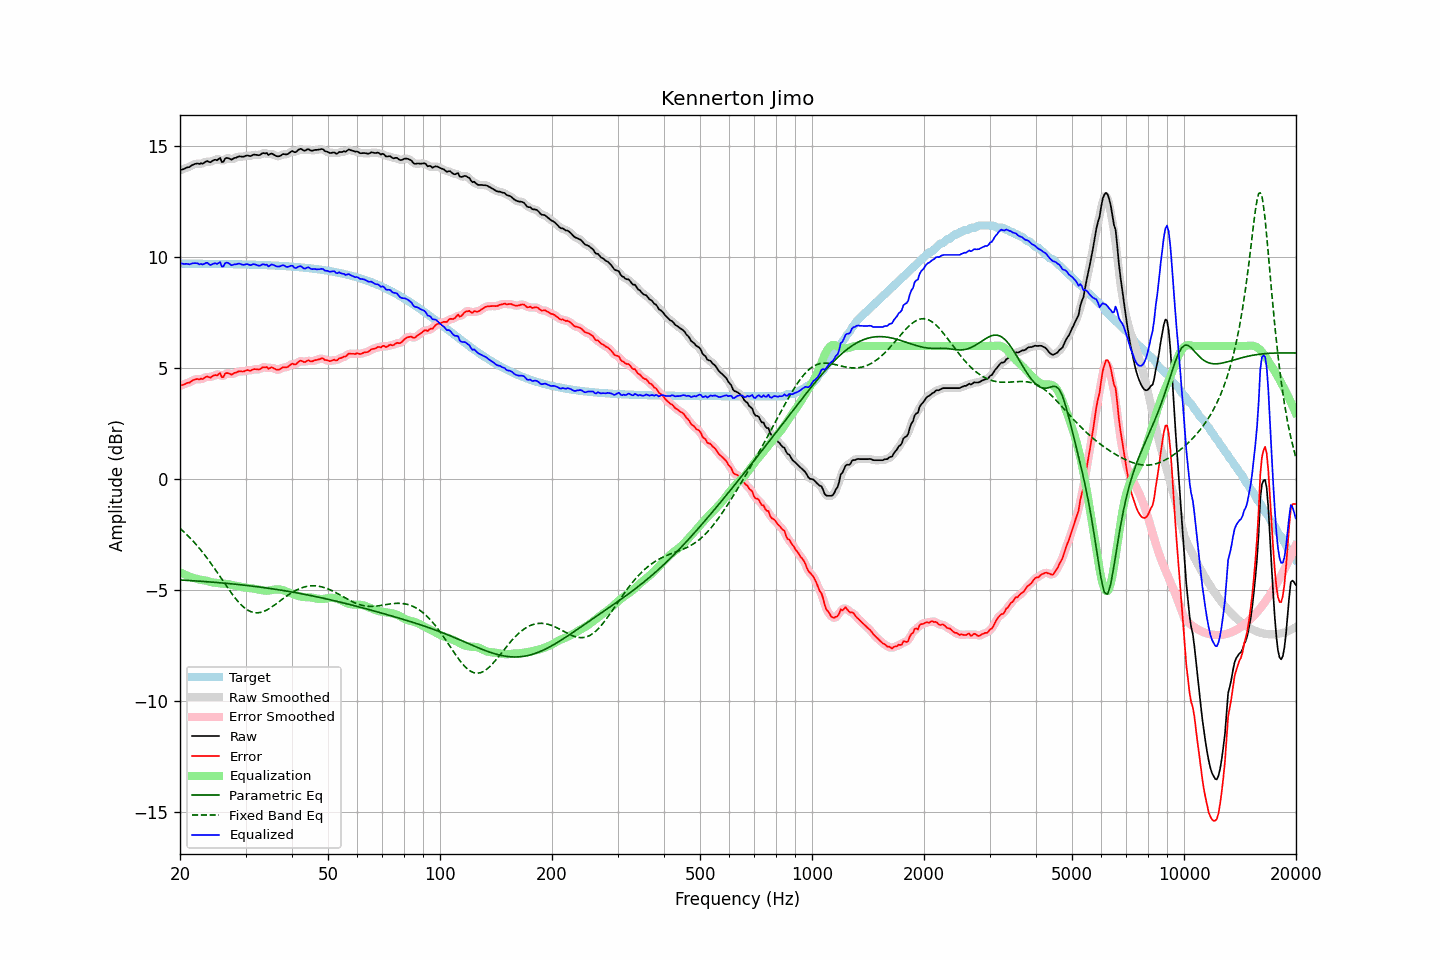 Kennerton Jimo
15
10
5
0
−5
−10
−15
Amplitude (dBr)
Target
Raw Smoothed
Error Smoothed
Raw
Error
Equalization
Parametric Eq
Fixed Band Eq
Equalized
20 50 100 200 500 1000 2000 5000 10000 20000
Frequency (Hz)